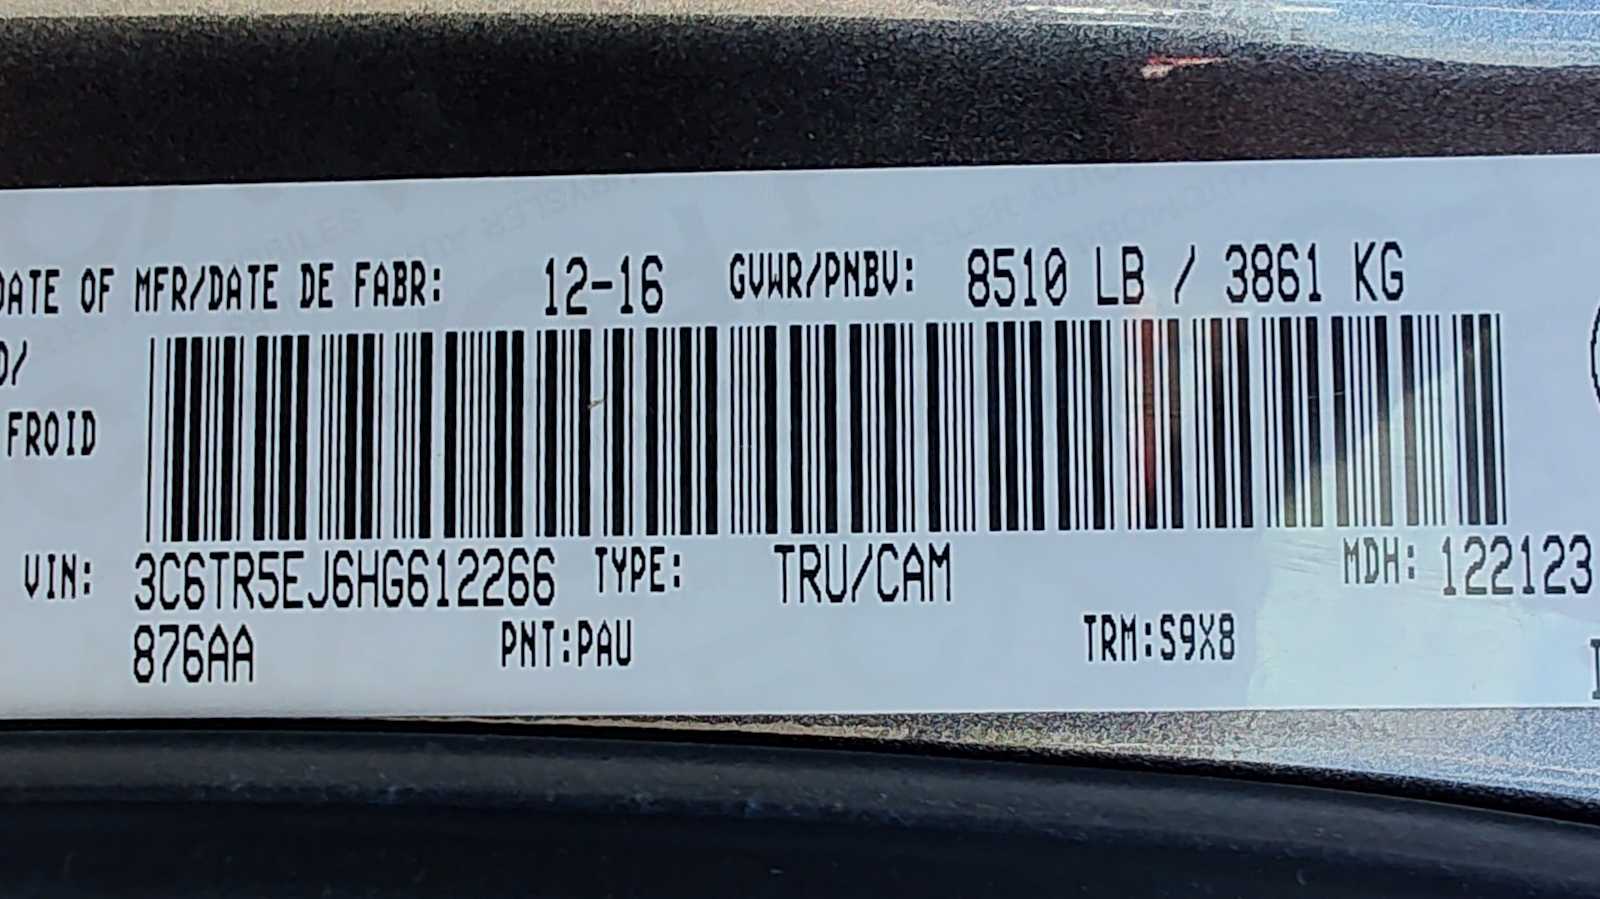 DATE OF MFR/DATE DE FABR: 12-16 GVWR/PNBV: 8510 LB / 3861 KG
/
FROID
VIN: 3C6TR5EJ6HG612266 TYPE: TRU/CAM MDH: 122123
876AA PNT:PAU TRM:S9X8